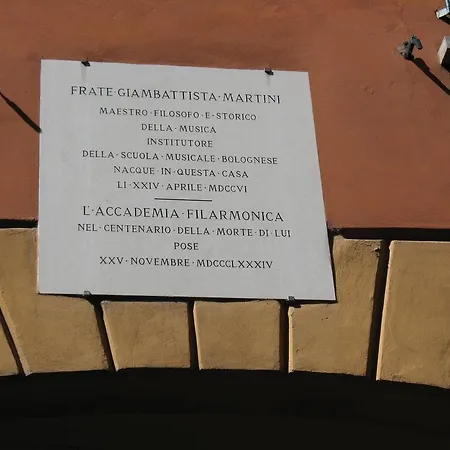 FRATE·GIAMBATTISTA·MARTINI
MAESTRO·FILOSOFO·E·STORICO
DELLA·MUSICA
INSTITUTORE
DELLA·SCUOLA·MUSICALE·BOLOGNESE
NACQUE·IN·QUESTA·CASA
LI·XXIV·APRILE·MDCCVI
L'ACCADEMIA·FILARMONICA
NEL·CENTENARIO·DELLA·MORTE·DI·LUI
POSE
XXV·NOVEMBRE·MDCCCLXXXIV